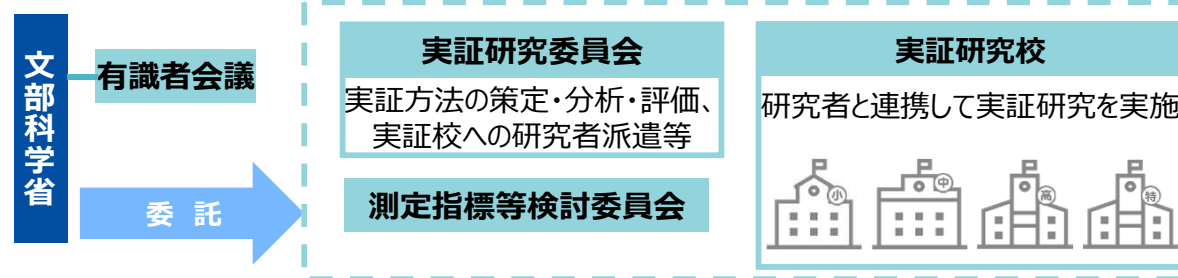 文部科学省
有識者会議
委託
実証研究委員会
実証方法の策定・分析・評価、
実証校への研究者派遣等
測定指標等検討委員会
実証研究校
研究者と連携して実証研究を実施
小
中
高
特